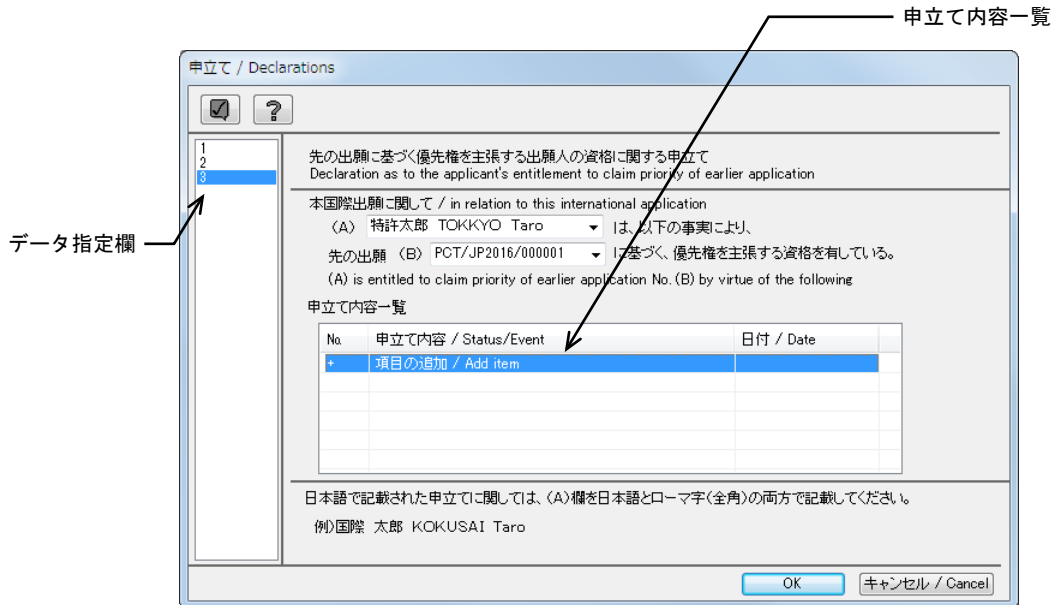 申立て内容一覧
申立て / Declarations
?
1
2
3
データ指定欄
先の出願に基づく優先権を主張する出願人の資格に関する申立て
Declaration as to the applicant's entitlement to claim priority of earlier application
本国際出願に関して / in relation to this international application
(A) 特許太郎 TOKKYO Taro は、以下の事実により、
先の出願 (B) PCT/JP2016/000001 に基づく、優先権を主張する資格を有している。
(A) is entitled to claim priority of earlier application No. (B) by virtue of the following
申立て内容一覧
No. 申立て内容 / Status/Event 日付 / Date
+ 項目の追加 / Add item
日本語で記載された申立てに関しては、(A)欄を日本語とローマ字(全角)の両方で記載してください。
例)国際 太郎 KOKUSAI Taro
OK キャンセル / Cancel